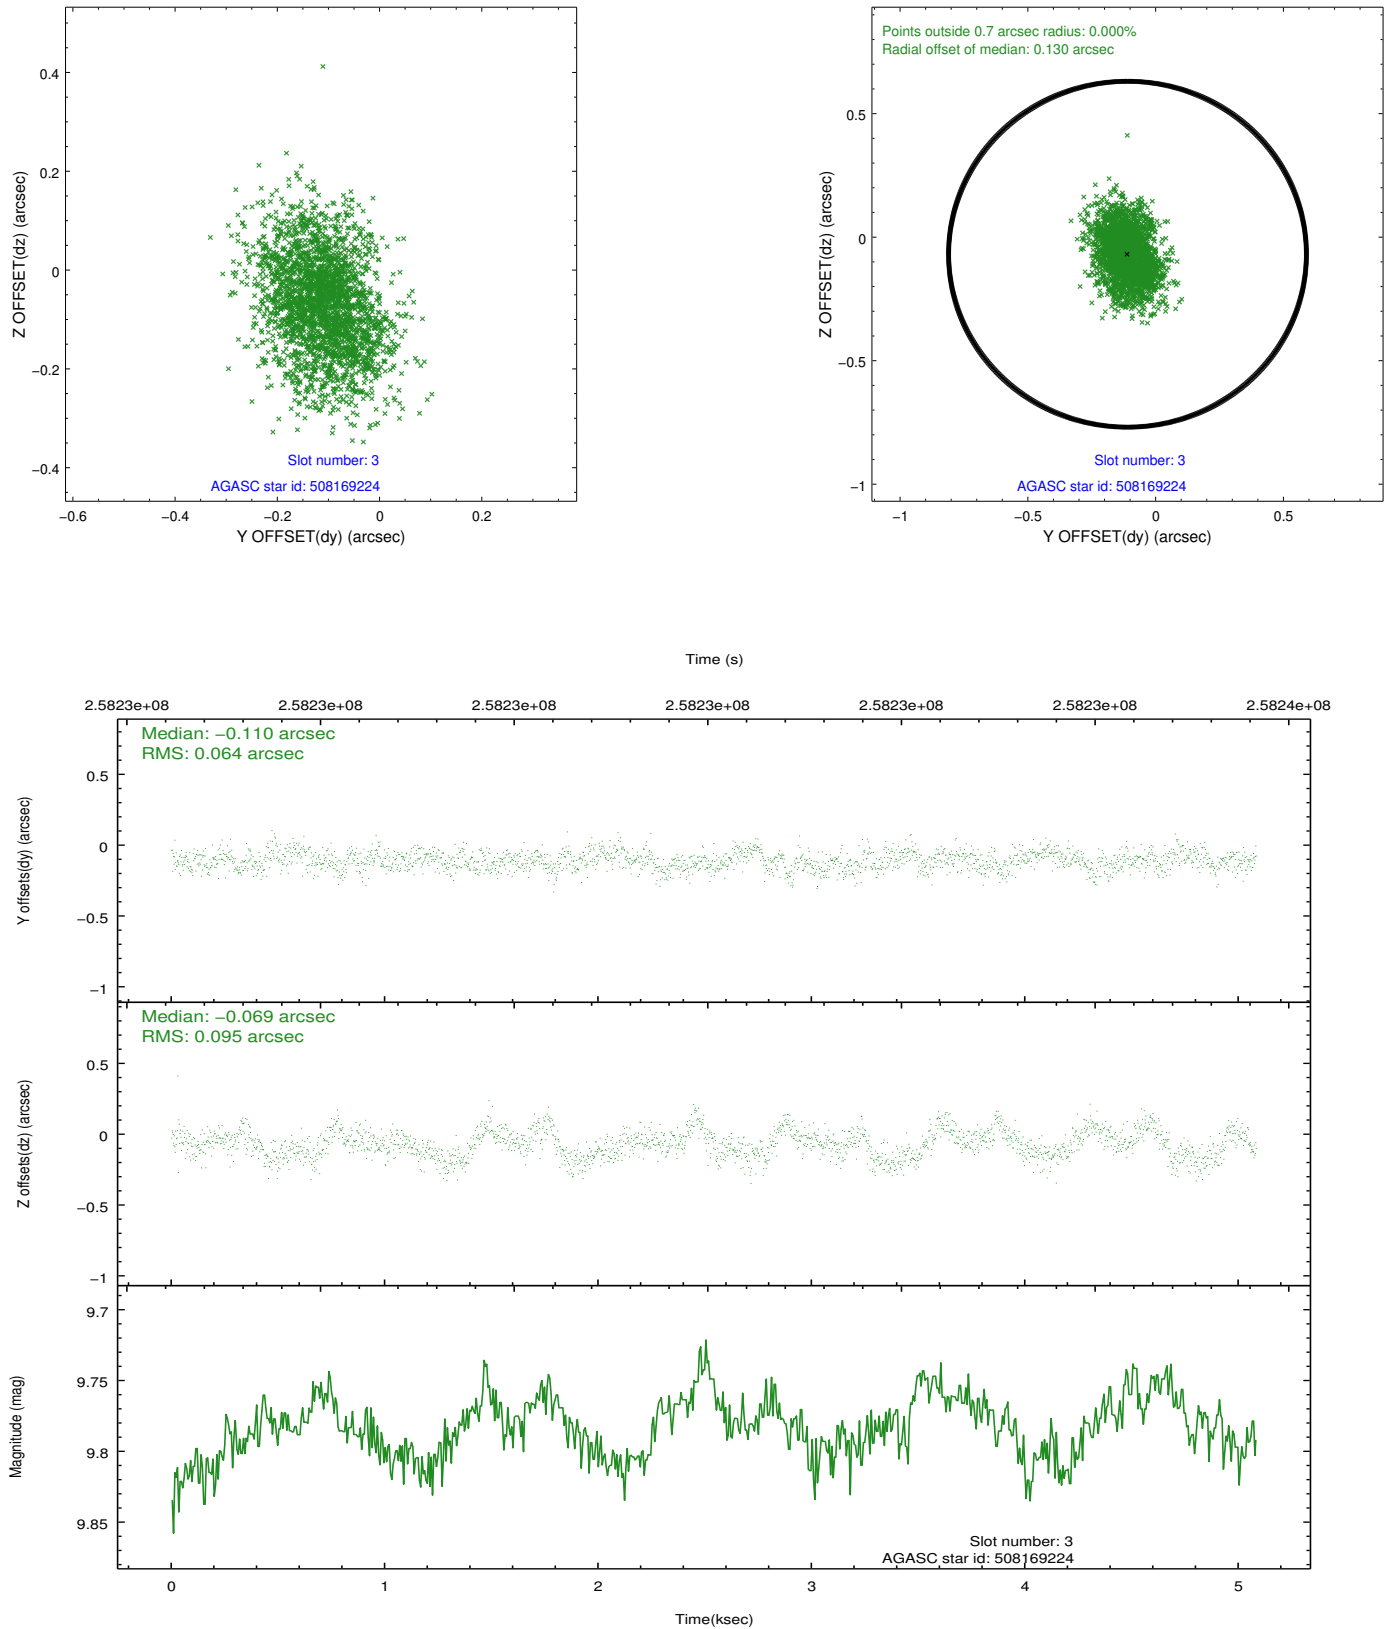 0.4
0.2
0
−0.2
−0.4
Z OFFSET(dz) (arcsec)
Slot number: 3
AGASC star id: 508169224
−0.6
−0.4
−0.2
0
0.2
Y OFFSET(dy) (arcsec)
Points outside 0.7 arcsec radius: 0.000%
Radial offset of median: 0.130 arcsec
0.5
0
−0.5
−1
Z OFFSET(dz) (arcsec)
Slot number: 3
AGASC star id: 508169224
−1
−0.5
0
0.5
Y OFFSET(dy) (arcsec)
Time (s)
2.5823e+08
2.5823e+08
2.5823e+08
2.5823e+08
2.5823e+08
2.5823e+08
2.5824e+08
Median: −0.110 arcsec
RMS: 0.064 arcsec
0.5
0
−0.5
−1
Y offsets(dy) (arcsec)
Median: −0.069 arcsec
RMS: 0.095 arcsec
0.5
0
−0.5
−1
Z offsets(dz) (arcsec)
9.7
9.75
9.8
9.85
Magnitude (mag)
Slot number: 3
AGASC star id: 508169224
0
1
2
3
4
5
Time(ksec)